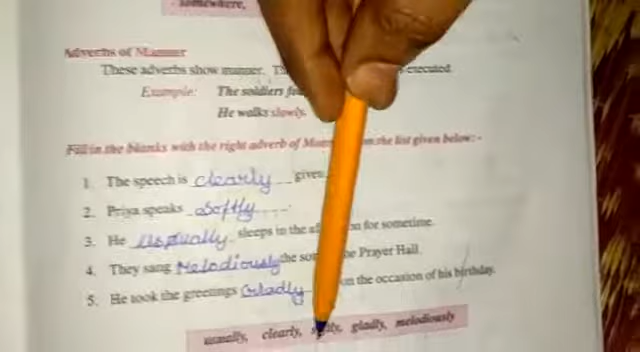 somewhere,
Adverbs of Manner
These adverbs show manner. executed.
Example: The soldiers
He walks slowly.
Fill in the blanks with the right adverb of the list given below:-
1. The speech is clearly given
2. Priya speaks softly.
3. He usually sleeps in the for sometime.
4. They sang Melodiously the Prayer Hall.
5. He took the greetings Gladly on the occasion of his birthday.
usually, clearly, gladly, melodiously